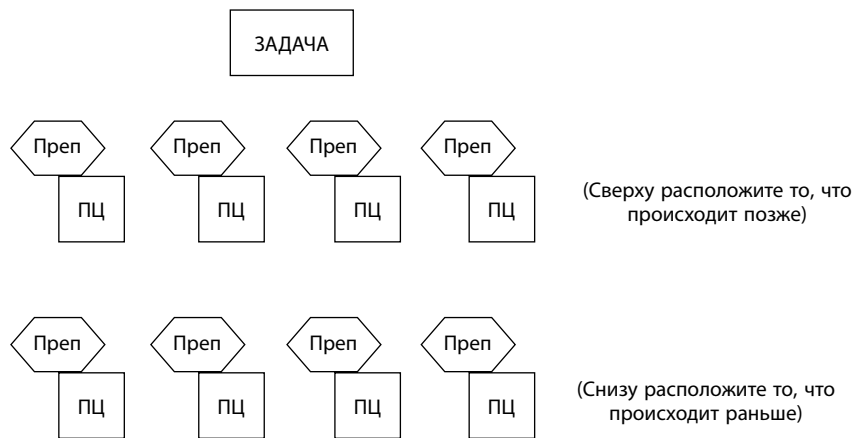 ЗАДАЧА
Преп Преп Преп Преп
ПЦ ПЦ ПЦ ПЦ
(Сверху расположите то, что
происходит позже)
Преп Преп Преп Преп
ПЦ ПЦ ПЦ ПЦ
(Снизу расположите то, что
происходит раньше)